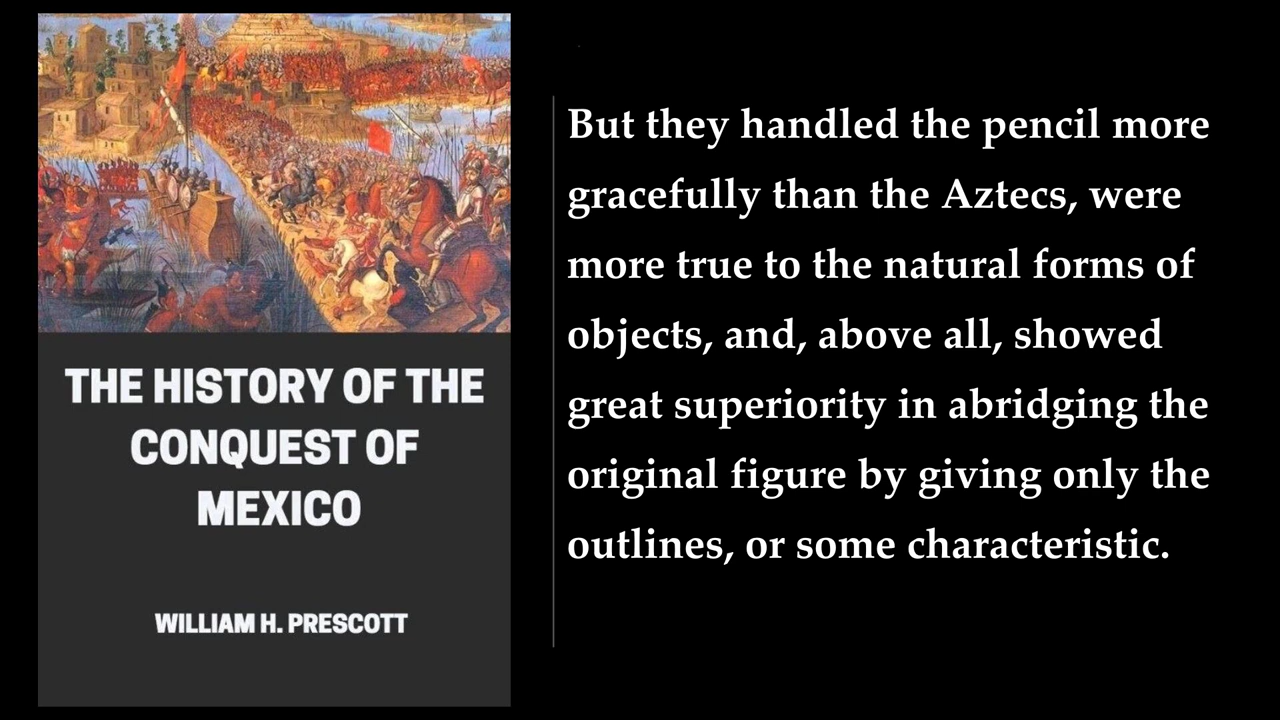 THE HISTORY OF THE
CONQUEST OF
MEXICO
WILLIAM H. PRESCOTT
But they handled the pencil more
gracefully than the Aztecs, were
more true to the natural forms of
objects, and, above all, showed
great superiority in abridging the
original figure by giving only the
outlines, or some characteristic.